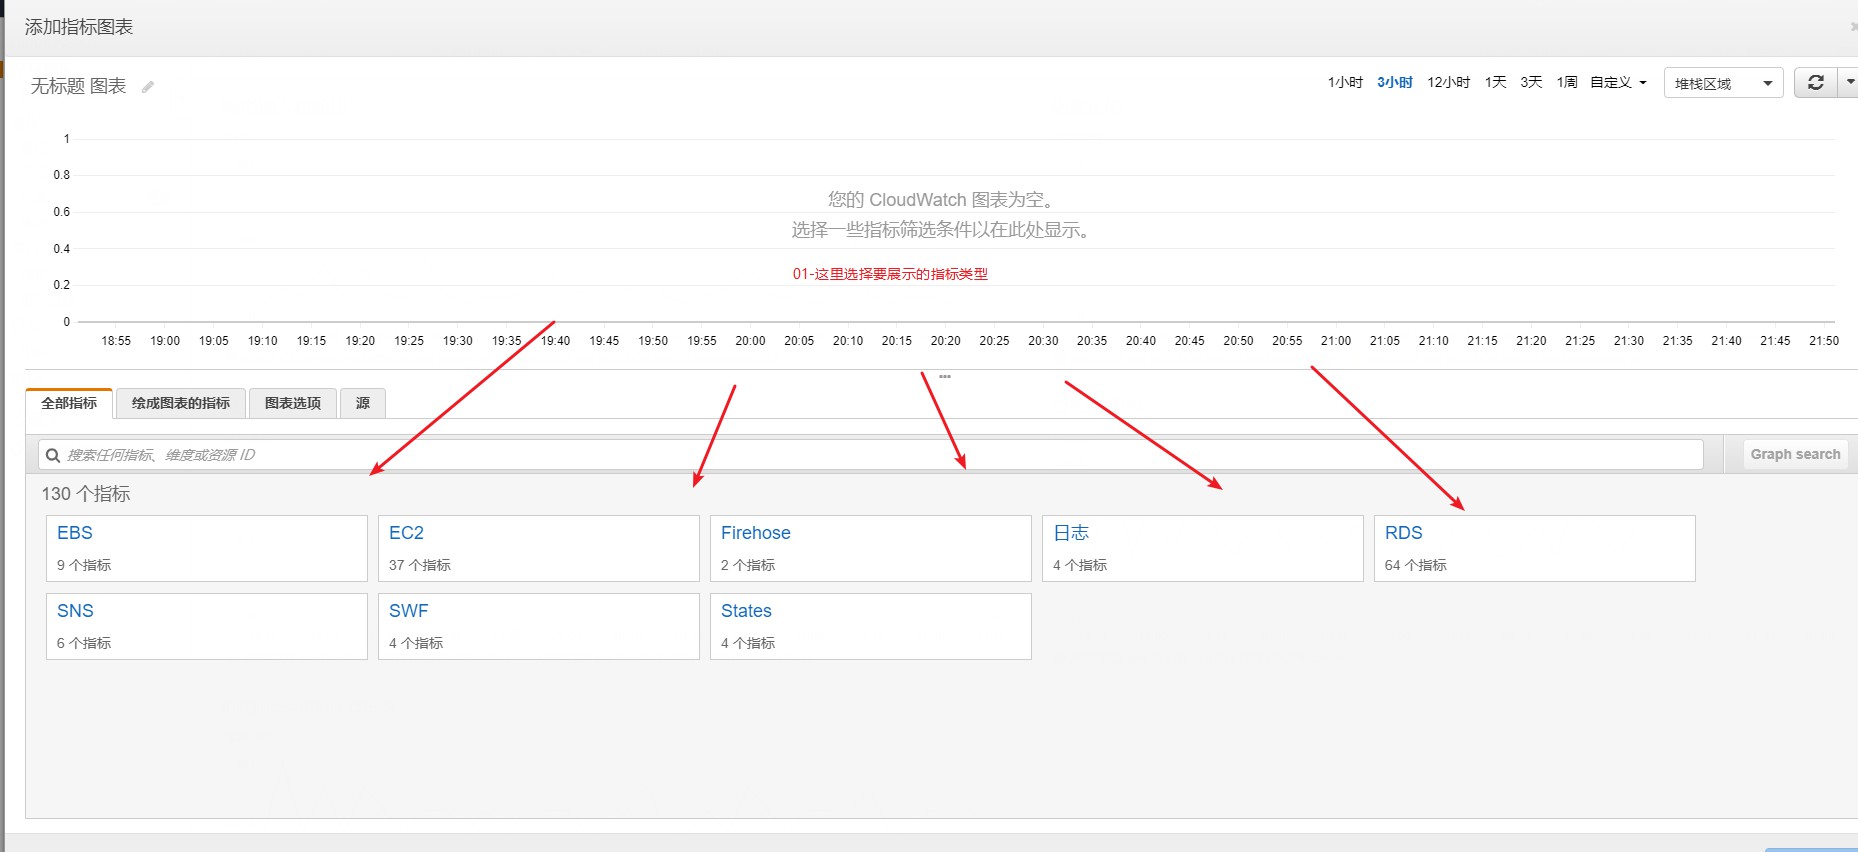 添加指标图表
无标题 图表
1小时 3小时 12小时 1天 3天 1周 自定义 堆栈区域
1
0.8
0.6
0.4
0.2
0
您的 CloudWatch 图表为空。
选择一些指标筛选条件以在此处显示。
01-这里选择要展示的指标类型
18:55 19:00 19:05 19:10 19:15 19:20 19:25 19:30 19:35 19:40 19:45 19:50 19:55 20:00 20:05 20:10 20:15 20:20 20:25 20:30 20:35 20:40 20:45 20:50 20:55 21:00 21:05 21:10 21:15 21:20 21:25 21:30 21:35 21:40 21:45 21:50
全部指标 绘成图表的指标 图表选项 源
搜索任何指标、维度或资源 ID Graph search
130 个指标
EBS
9 个指标
EC2
37 个指标
Firehose
2 个指标
日志
4 个指标
RDS
64 个指标
SNS
6 个指标
SWF
4 个指标
States
4 个指标